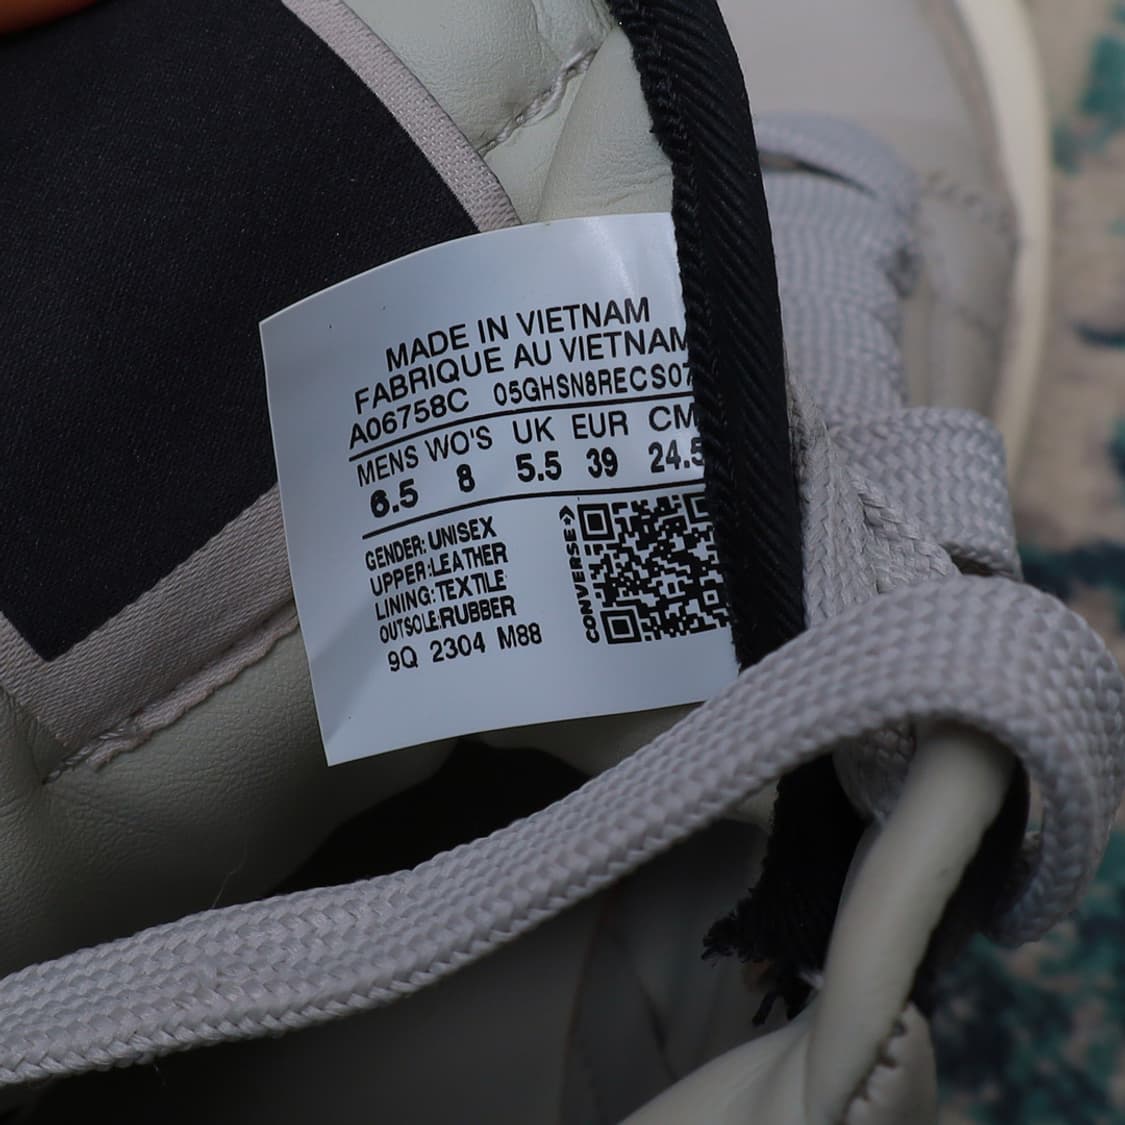 MADE IN VIETNAM
FABRIQUE AU VIETNAM
A06758C 05GHSN8RECS07
MENS WO'S UK EUR CM
6.5 8 5.5 39 24.5
GENDER: UNISEX
UPPER:LEATHER
LINING:TEXTILE
OUTSOLE:RUBBER
9Q 2304 M88
CONVERSE